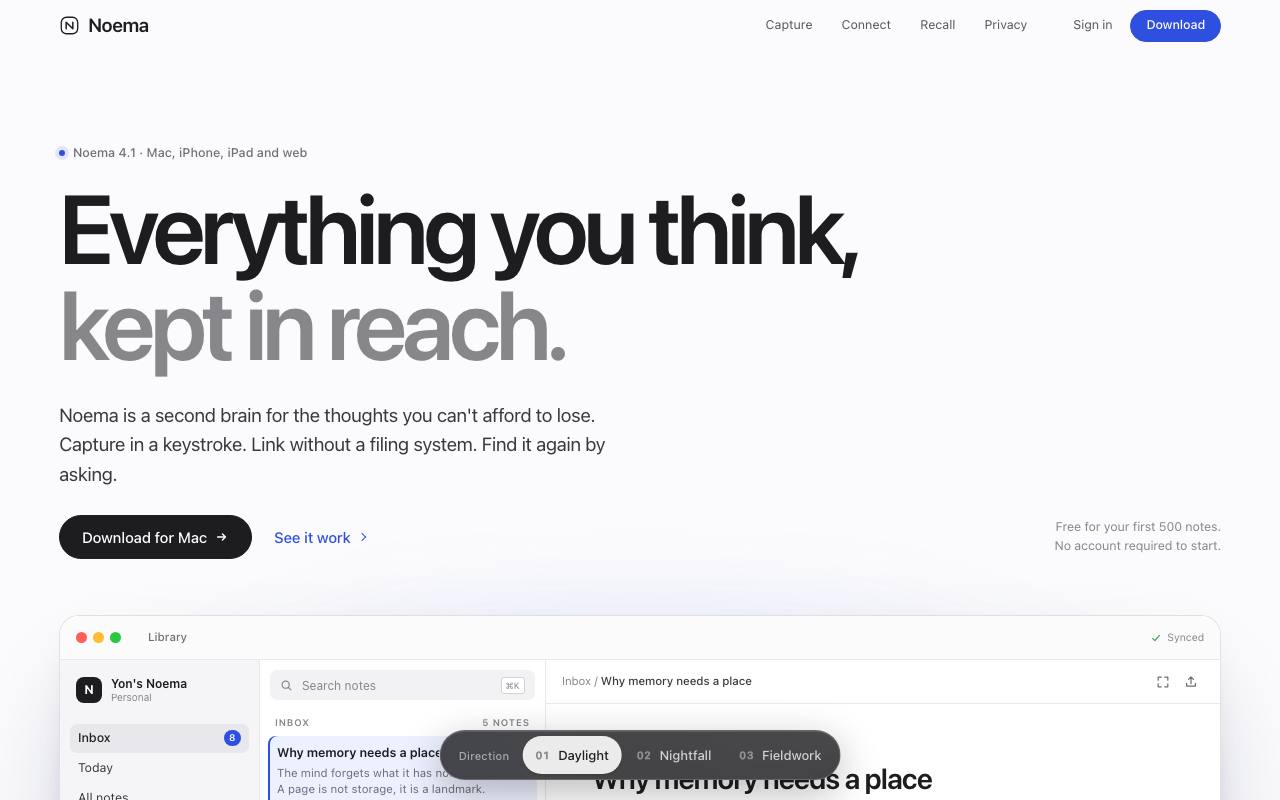 N Noema
Capture Connect Recall Privacy Sign in Download
Noema 4.1 · Mac, iPhone, iPad and web
Everything you think,
kept in reach.
Noema is a second brain for the thoughts you can't afford to lose.
Capture in a keystroke. Link without a filing system. Find it again by
asking.
Download for Mac → See it work
Free for your first 500 notes.
No account required to start.
Library
Synced
N Yon's Noema
Personal
Inbox 8
Today
All notes
Search notes ⌘K
INBOX 5 NOTES
Why memory needs a place
The mind forgets what it has no
A page is not storage, it is a landmark.
Inbox / Why memory needs a place
Why memory needs a place
Direction 01 Daylight 02 Nightfall 03 Fieldwork